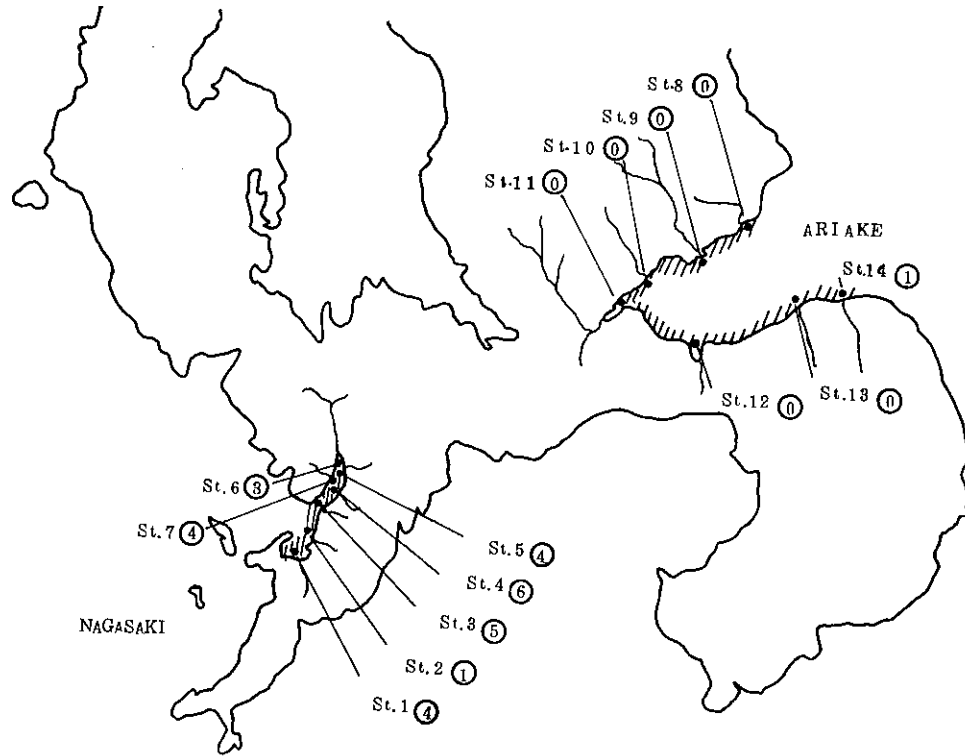 St.8 ⓪
St.9 ⓪
St.10 ⓪
St.11 ⓪
ARIAKE
St.14 ①
St.12 ⓪
St.13 ⓪
St.6 ③
St.7 ④
St.5 ④
St.4 ⑥
St.3 ⑤
NAGASAKI
St.2 ①
St.1 ④